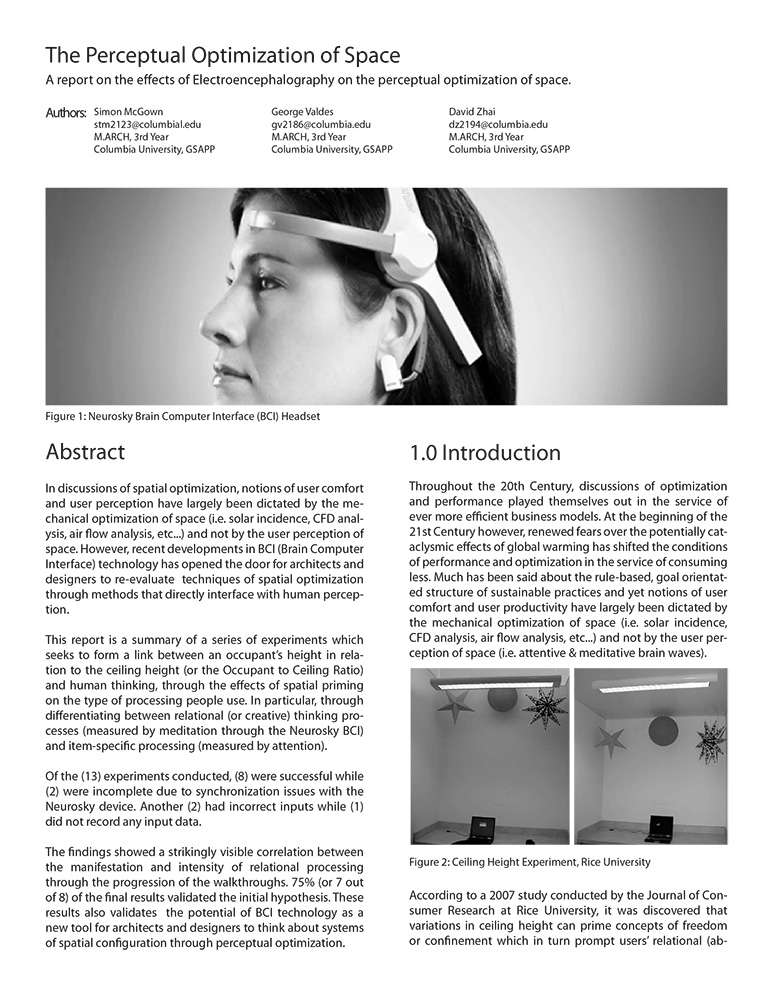 The Perceptual Optimization of Space
A report on the effects of Electroencephalography on the perceptual optimization of space.
Authors:
Simon McGown
stm2123@columbial.edu
M.ARCH, 3rd Year
Columbia University, GSAPP
George Valdes
gv2186@columbia.edu
M.ARCH, 3rd Year
Columbia University, GSAPP
David Zhai
dz2194@columbia.edu
M.ARCH, 3rd Year
Columbia University, GSAPP
Figure 1: Neurosky Brain Computer Interface (BCI) Headset
Abstract
In discussions of spatial optimization, notions of user comfort
and user perception have largely been dictated by the me-
chanical optimization of space (i.e. solar incidence, CFD anal-
ysis, air flow analysis, etc...) and not by the user perception of
space. However, recent developments in BCI (Brain Computer
Interface) technology has opened the door for architects and
designers to re-evaluate techniques of spatial optimization
through methods that directly interface with human percep-
tion.
This report is a summary of a series of experiments which
seeks to form a link between an occupant's height in rela-
tion to the ceiling height (or the Occupant to Ceiling Ratio)
and human thinking, through the effects of spatial priming
on the type of processing people use. In particular, through
differentiating between relational (or creative) thinking pro-
cesses (measured by meditation through the Neurosky BCI)
and item-specific processing (measured by attention).
Of the (13) experiments conducted, (8) were successful while
(2) were incomplete due to synchronization issues with the
Neurosky device. Another (2) had incorrect inputs while (1)
did not record any input data.
The findings showed a strikingly visible correlation between
the manifestation and intensity of relational processing
through the progression of the walkthroughs. 75% (or 7 out
of 8) of the final results validated the initial hypothesis. These
results also validates the potential of BCI technology as a
new tool for architects and designers to think about systems
of spatial configuration through perceptual optimization.
1.0 Introduction
Throughout the 20th Century, discussions of optimization
and performance played themselves out in the service of
ever more efficient business models. At the beginning of the
21st Century however, renewed fears over the potentially cat-
aclysmic effects of global warming has shifted the conditions
of performance and optimization in the service of consuming
less. Much has been said about the rule-based, goal orientat-
ed structure of sustainable practices and yet notions of user
comfort and user productivity have largely been dictated by
the mechanical optimization of space (i.e. solar incidence,
CFD analysis, air flow analysis, etc...) and not by the user per-
ception of space (i.e. attentive & meditative brain waves).
Figure 2: Ceiling Height Experiment, Rice University
According to a 2007 study conducted by the Journal of Con-
sumer Research at Rice University, it was discovered that
variations in ceiling height can prime concepts of freedom
or confinement which in turn prompt users' relational (ab-